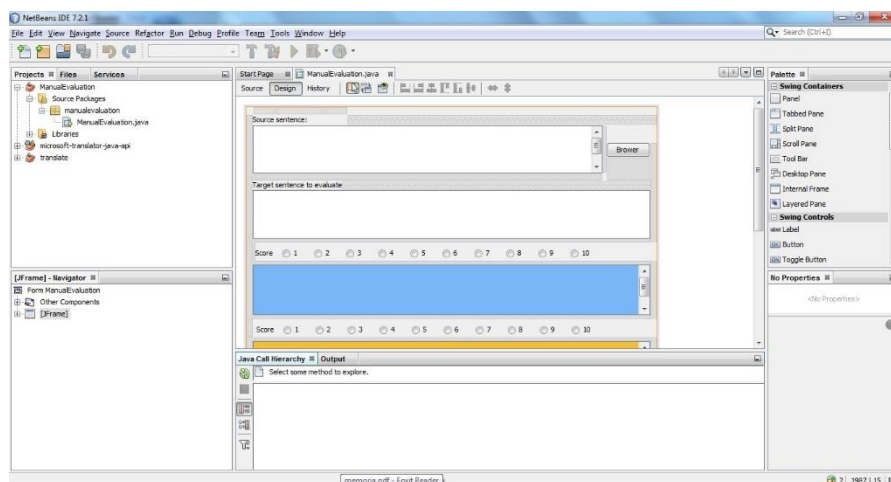 NetBeans IDE 7.2.1
File Edit View Navigate Source Refactor Run Debug Profile Team Tools Window Help
Search (Ctrl+I)
Projects Files Services
ManualEvaluation
Source Packages
manualevaluation
ManualEvaluation.java
Libraries
microsoft-translator-java-api
translate
Start Page ManualEvaluation.java
Source Design History
Source sentence:
Brower
Target sentence to evaluate
Score 1 2 3 4 5 6 7 8 9 10
Score 1 2 3 4 5 6 7 8 9 10
Palette
Swing Containers
Panel
Tabbed Pane
Split Pane
Scroll Pane
Tool Bar
Desktop Pane
Internal Frame
Layered Pane
Swing Controls
label Label
OK Button
ON Toggle Button
[JFrame] - Navigator
Form ManualEvaluation
Other Components
[JFrame]
No Properties
<No Properties>
Java Call Hierarchy Output
Select some method to explore.
memoria.pdf - Foxit Reader
2 1987 | 15